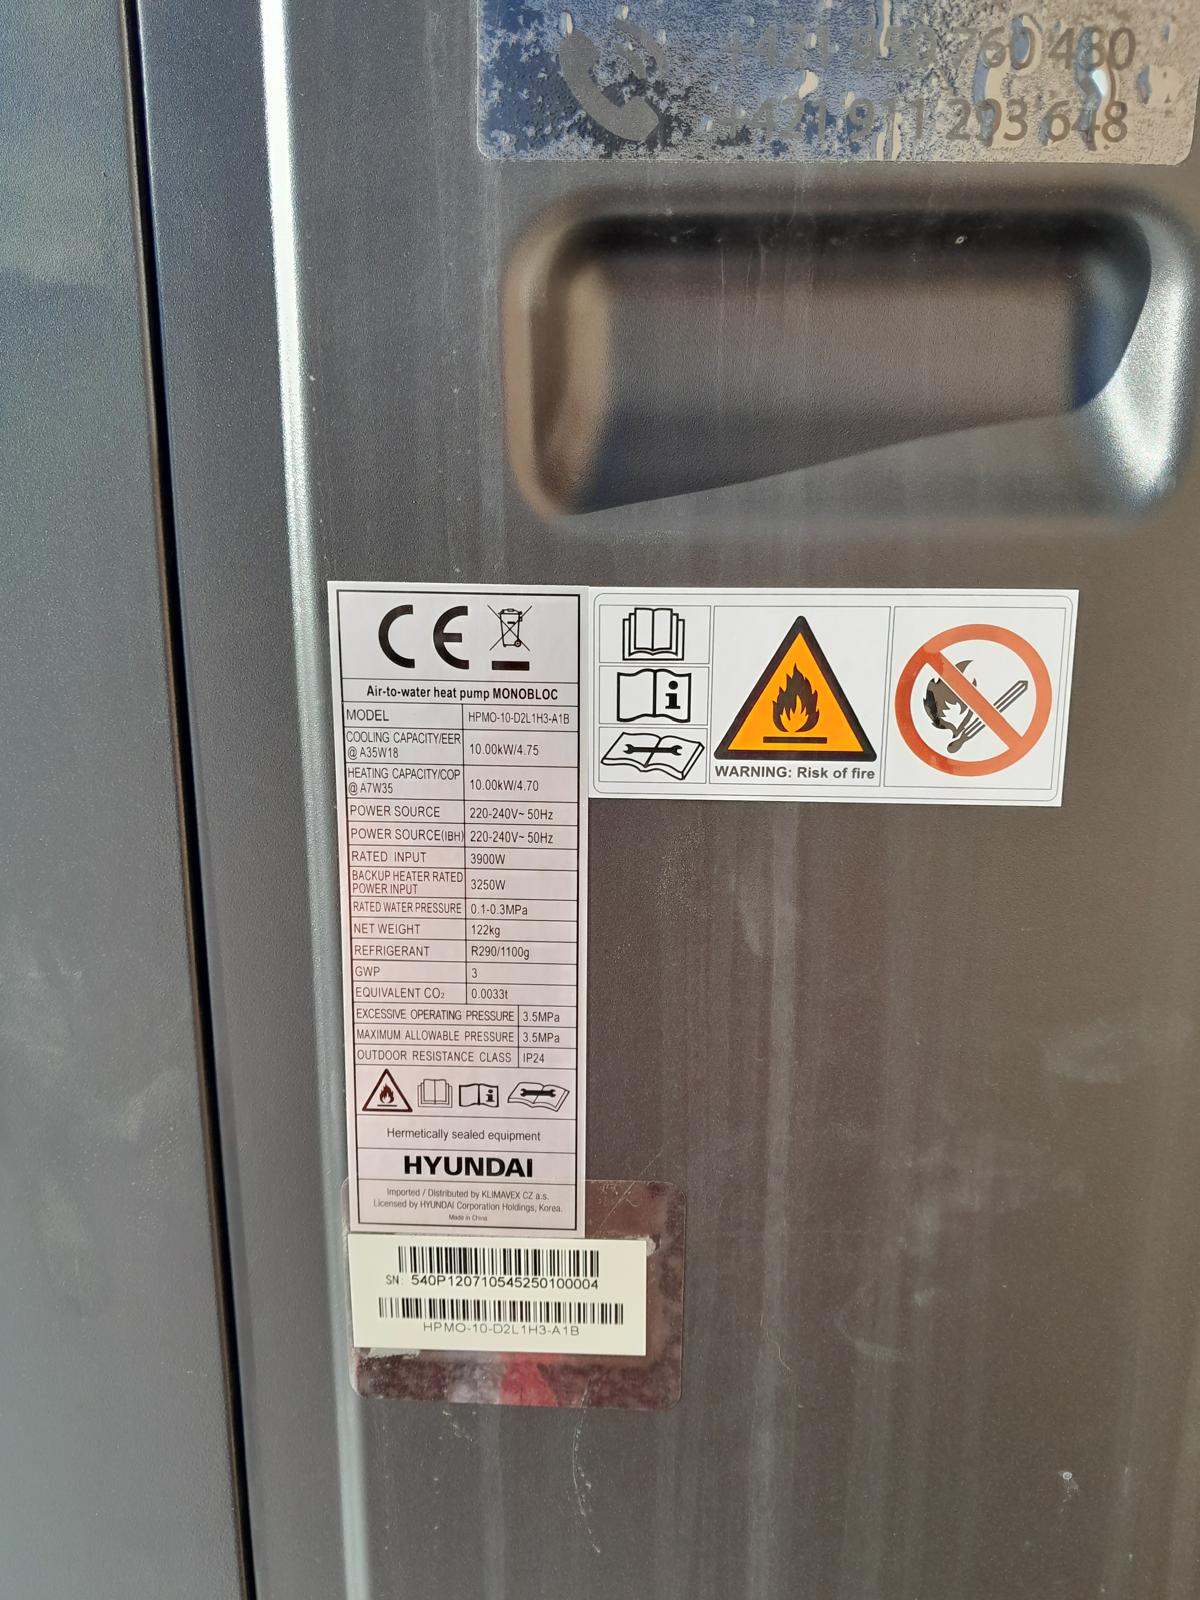 +421 950 760 430
+421 911 293 648
CE
Air-to-water heat pump MONOBLOC
MODEL HPMO-10-D2L1H3-A1B
COOLING CAPACITY/EER @ A35W18 10.00kW/4.75
HEATING CAPACITY/COP @ A7W35 10.00kW/4.70
POWER SOURCE 220-240V~ 50Hz
POWER SOURCE(IBH) 220-240V~ 50Hz
RATED INPUT 3900W
BACKUP HEATER RATED POWER INPUT 3250W
RATED WATER PRESSURE 0.1-0.3MPa
NET WEIGHT 122kg
REFRIGERANT R290/1100g
GWP 3
EQUIVALENT CO₂ 0.0033t
EXCESSIVE OPERATING PRESSURE 3.5MPa
MAXIMUM ALLOWABLE PRESSURE 3.5MPa
OUTDOOR RESISTANCE CLASS IP24
Hermetically sealed equipment
HYUNDAI
Imported / Distributed by KLIMAVEX CZ a.s.
Licensed by HYUNDAI Corporation Holdings, Korea.
Made in China
SN: 540P120710545250100004
HPMO-10-D2L1H3-A1B
WARNING: Risk of fire